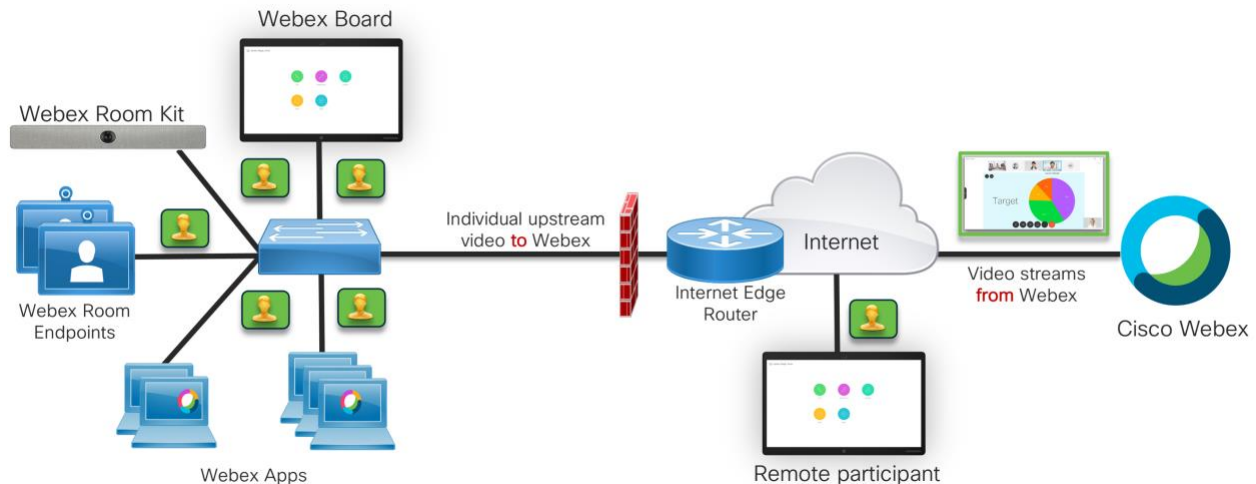 Webex Board
Webex Room Kit
Individual upstream
video to Webex
Target
Internet
Webex Room
Endpoints
Internet Edge
Router
Video streams
from Webex
Cisco Webex
Webex Apps
Remote participant